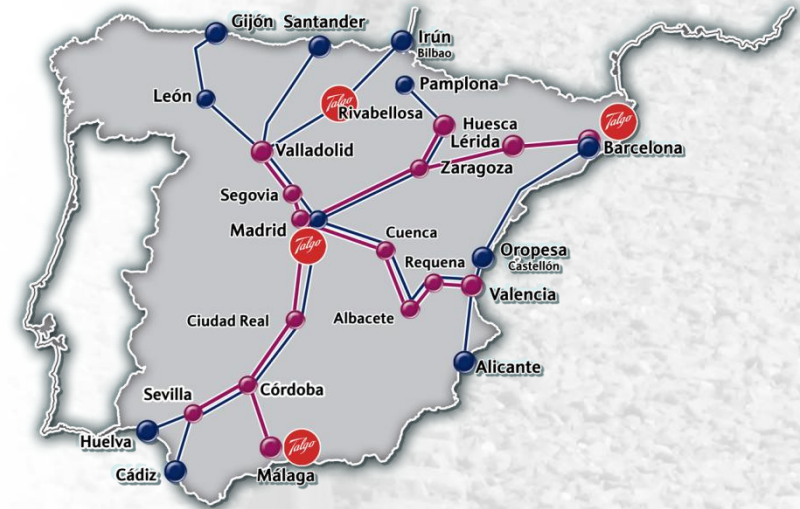 Gijón Santander
Irún
Bilbao
Pamplona
León
Talgo
Rivabellosa
Talgo
Huesca
Lérida
Barcelona
Valladolid
Zaragoza
Segovia
Madrid
Talgo
Cuenca
Requena
Oropesa
Castellón
Valencia
Albacete
Ciudad Real
Alicante
Sevilla
Córdoba
Huelva
Cádiz
Talgo
Málaga